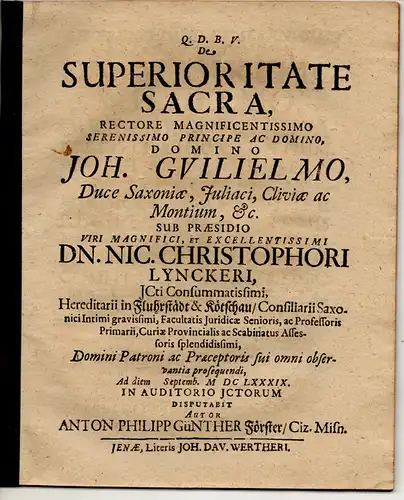 Q. D. B. V.
De
SUPERIORITATE
SACRA,
RECTORE MAGNIFICENTISSIMO
SERENISSIMO PRINCIPE AC DOMINO,
DOMINO
JOH. GVILIELMO,
Duce Saxoniæ, Juliaci, Cliviæ ac
Montium, &c.
SUB PRÆSIDIO
VIRI MAGNIFICI, ET EXCELLENTISSIMI
DN. NIC. CHRISTOPHORI
LYNCKERI,
JCti Consummatissimi,
Hereditarii in Fluhrstädt & Kötschau/ Consiliarii Saxo-
nici Intimi gravissimi, Facultatis Juridicæ Senioris, ac Professoris
Primarii, Curiæ Provincialis ac Scabinatus Asses-
soris splendidissimi,
Domini Patroni ac Præceptoris sui omni obser-
vantia prosequendi,
Ad diem Septemb. M DC LXXXIX.
IN AUDITORIO JCTORUM
DISPUTABIT
AUTOR
ANTON PHILIPP GüNTHER Förster/ Ciz. Misn.
JENÆ, Literis JOH. DAV. WERTHERI.